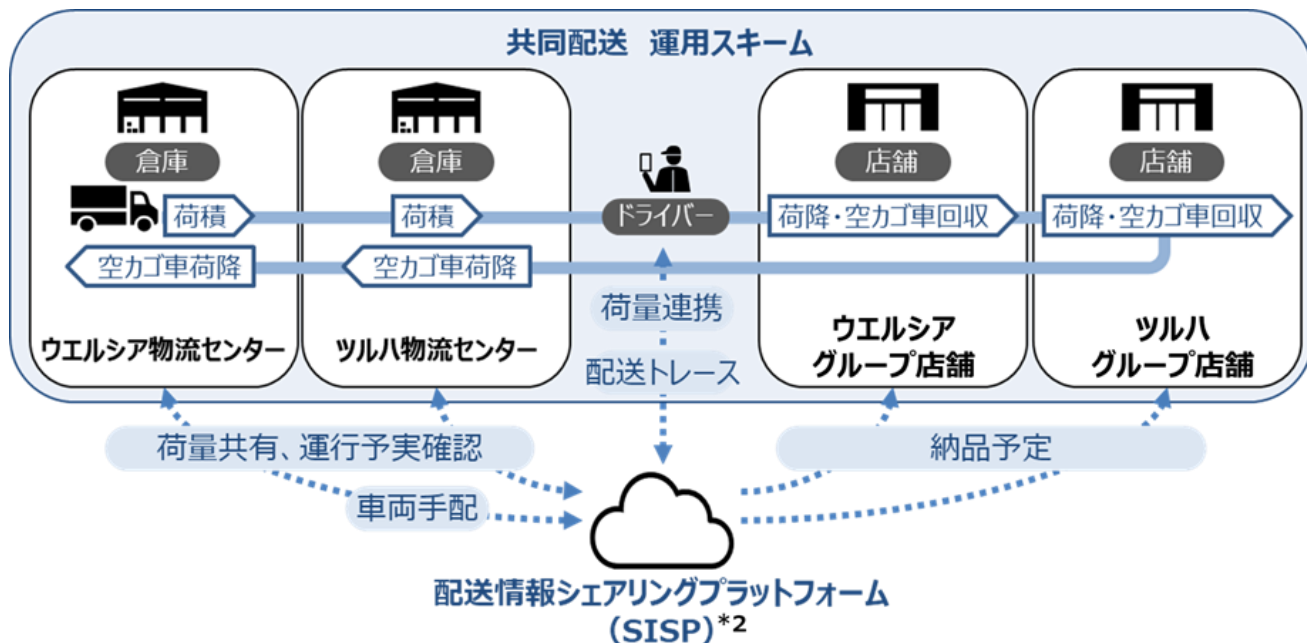 共同配送　運用スキーム
倉庫
倉庫
店舗
店舗
荷積
荷積
ドライバー
荷降・空カゴ車回収
荷降・空カゴ車回収
空カゴ車荷降
空カゴ車荷降
荷量連携
配送トレース
ウエルシア物流センター
ツルハ物流センター
ウエルシア
グループ店舗
ツルハ
グループ店舗
荷量共有、運行予実確認
車両手配
納品予定
配送情報シェアリングプラットフォーム
(SISP)*2